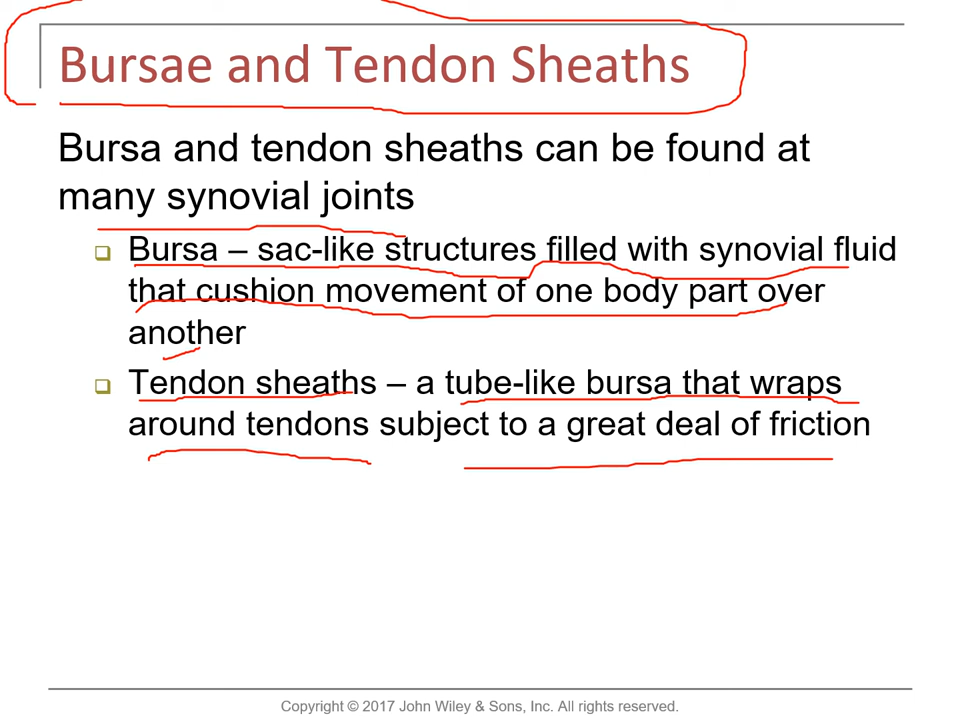 Bursae and Tendon Sheaths
Bursa and tendon sheaths can be found at
many synovial joints
Bursa – sac-like structures filled with synovial fluid
that cushion movement of one body part over
another
Tendon sheaths – a tube-like bursa that wraps
around tendons subject to a great deal of friction
Copyright © 2017 John Wiley & Sons, Inc. All rights reserved.